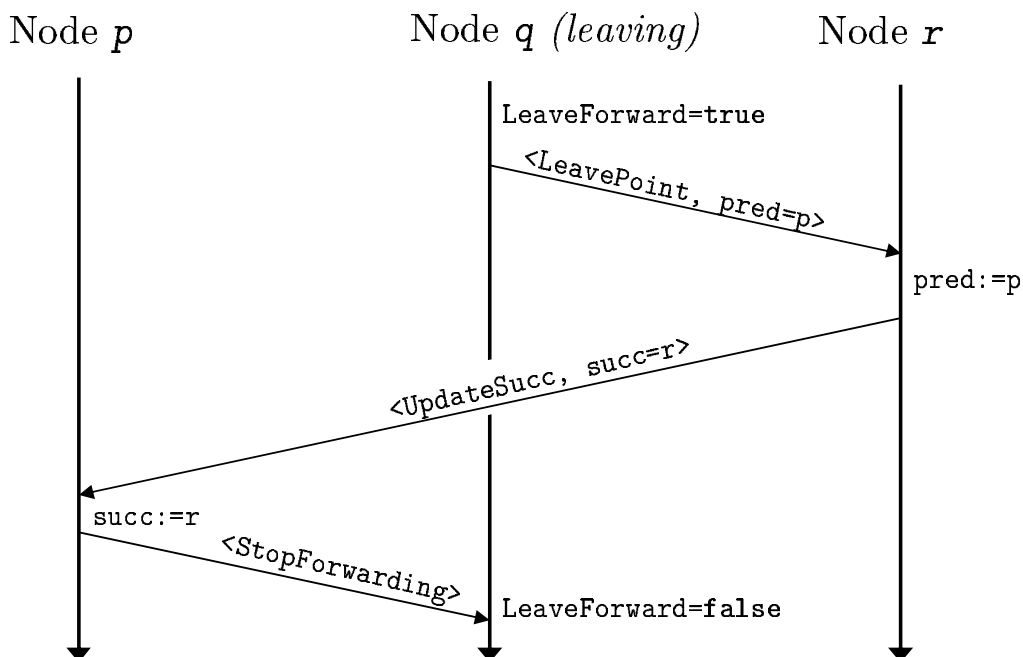 Node p
Node q (leaving)
Node r
LeaveForward=true
<LeavePoint, pred=p>
pred:=p
<UpdateSucc, succ=r>
succ:=r
<StopForwarding>
LeaveForward=false